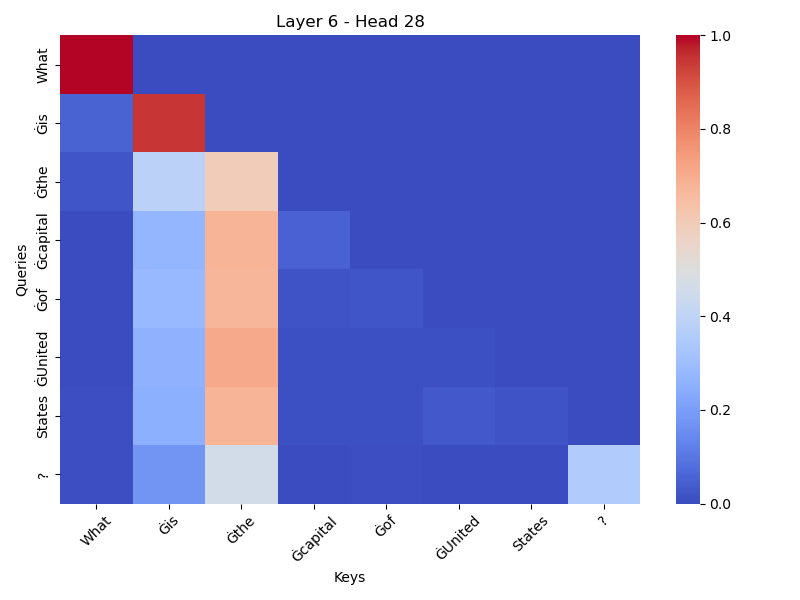 Layer 6 - Head 28
Queries
What
Ġis
Ġthe
Ġcapital
Ġof
ĠUnited
States
?
What
Ġis
Ġthe
Ġcapital
Ġof
ĠUnited
States
?
Keys
1.0
0.8
0.6
0.4
0.2
0.0